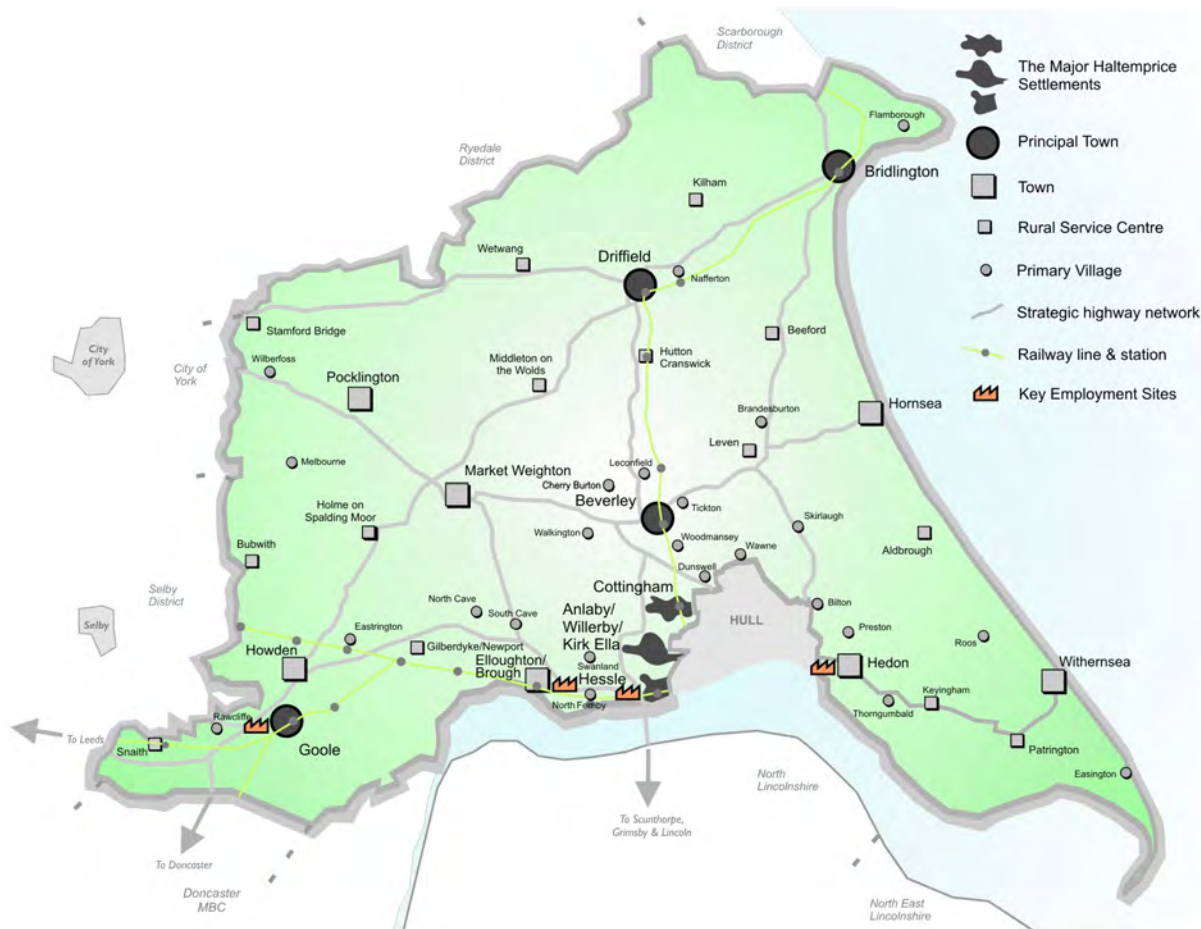 Scarborough
District
The Major Haltemprice
Settlements
Flamborough
Principal Town
Ryedale
District
Bridlington
Kilham
Town
Rural Service Centre
Wetwang
Driffield
Nafferton
Primary Village
Strategic highway network
Stamford Bridge
Beeford
City
of York
City of
York
Wilberfoss
Middleton on
the Wolds
Hutton
Cranswick
Railway line & station
Pocklington
Key Employment Sites
Hornsea
Brandesburton
Leven
Melbourne
Market Weighton
Leconfield
Cherry Burton
Beverley
Tickton
Holme on
Spalding Moor
Walkington
Woodmansey
Skirlaugh
Wawne
Aldbrough
Bubwith
Dunswell
Selby
District
Cottingham
North Cave
South Cave
Anlaby/
Willerby/
Kirk Ella
HULL
Bilton
Selby
Eastrington
Preston
Roos
Gilberdyke/Newport
Howden
Elloughton/
Brough
Swanland
Hessle
Hedon
Withernsea
North Ferriby
Keyingham
Thorngumbald
Rawcliffe
Goole
To Leeds
Snaith
Patrington
Easington
North
Lincolnshire
To Scunthorpe,
Grimsby & Lincoln
To Doncaster
Doncaster
MBC
North East
Lincolnshire